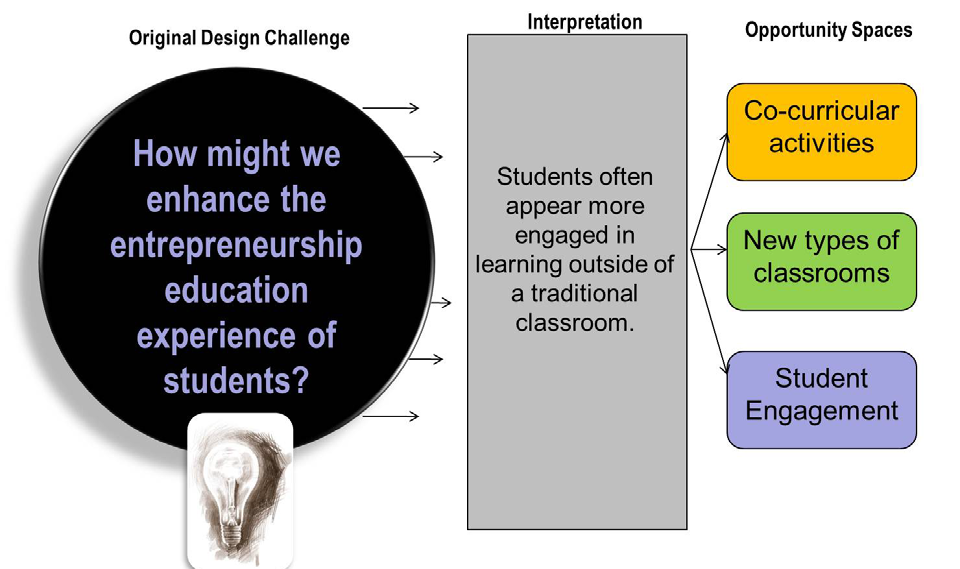 Original Design Challenge
How might we
enhance the
entrepreneurship
education
experience of
students?
Interpretation
Students often
appear more
engaged in
learning outside of
a traditional
classroom.
Opportunity Spaces
Co-curricular
activities
New types of
classrooms
Student
Engagement